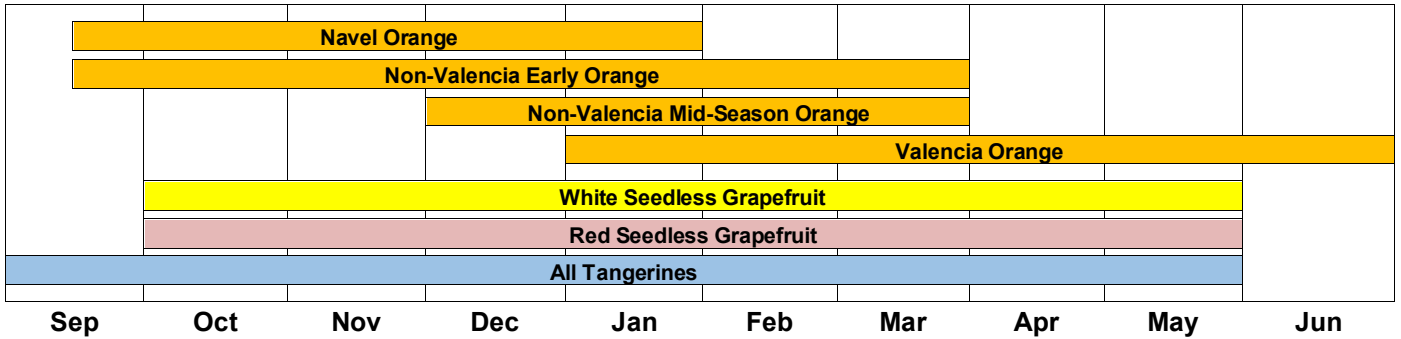 Navel Orange
Non-Valencia Early Orange
Non-Valencia Mid-Season Orange
Valencia Orange
White Seedless Grapefruit
Red Seedless Grapefruit
All Tangerines
Sep Oct Nov Dec Jan Feb Mar Apr May Jun